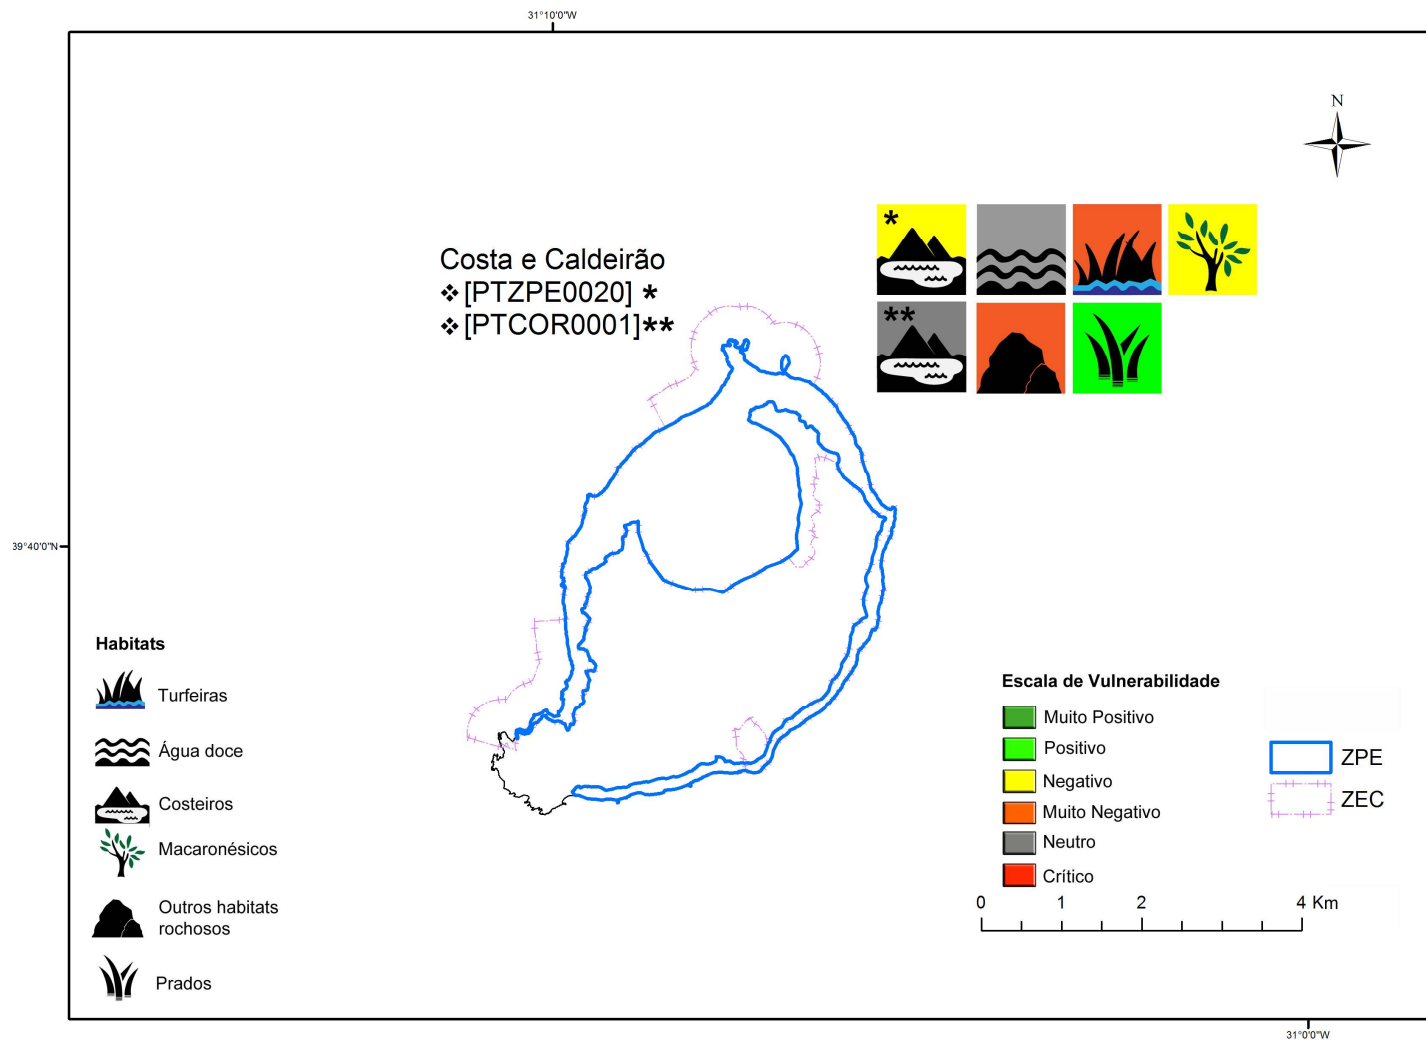 31°10'0"W
N
*
Costa e Caldeirão
❖[PTZPE0020] *
❖[PTCOR0001]**
**
39°40'0"N
Habitats
Turfeiras
Água doce
Costeiros
Macaronésicos
Outros habitats
rochosos
Prados
Escala de Vulnerabilidade
Muito Positivo
Positivo
Negativo
Muito Negativo
Neutro
Crítico
ZPE
ZEC
0 1 2 4 Km
31°0'0"W